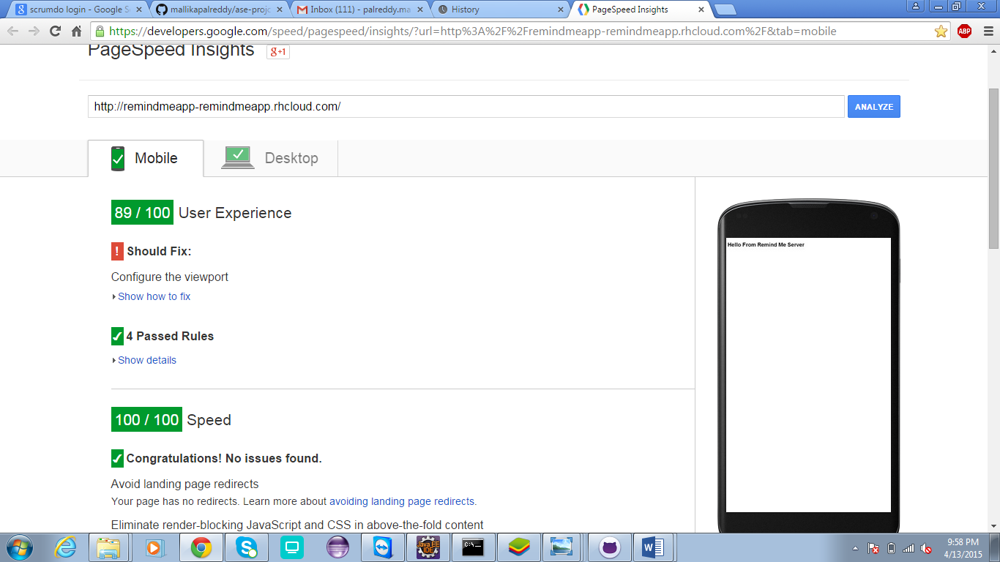 scrumdo login - Google S
mallikapalreddy/ase-proje
Inbox (111) - palreddy.ma
History
PageSpeed Insights
https://developers.google.com/speed/pagespeed/insights/?url=http%3A%2F%2Fremindmeapp-remindmeapp.rhcloud.com%2F&tab=mobile
ABP
PageSpeed Insights
g+1
http://remindmeapp-remindmeapp.rhcloud.com/
ANALYZE
Mobile
Desktop
89 / 100 User Experience
! Should Fix:
Configure the viewport
Show how to fix
4 Passed Rules
Show details
100 / 100 Speed
Congratulations! No issues found.
Avoid landing page redirects
Your page has no redirects. Learn more about avoiding landing page redirects.
Eliminate render-blocking JavaScript and CSS in above-the-fold content
Hello From Remind Me Server
Java EE
IDE
C:\.
9:58 PM
4/13/2015